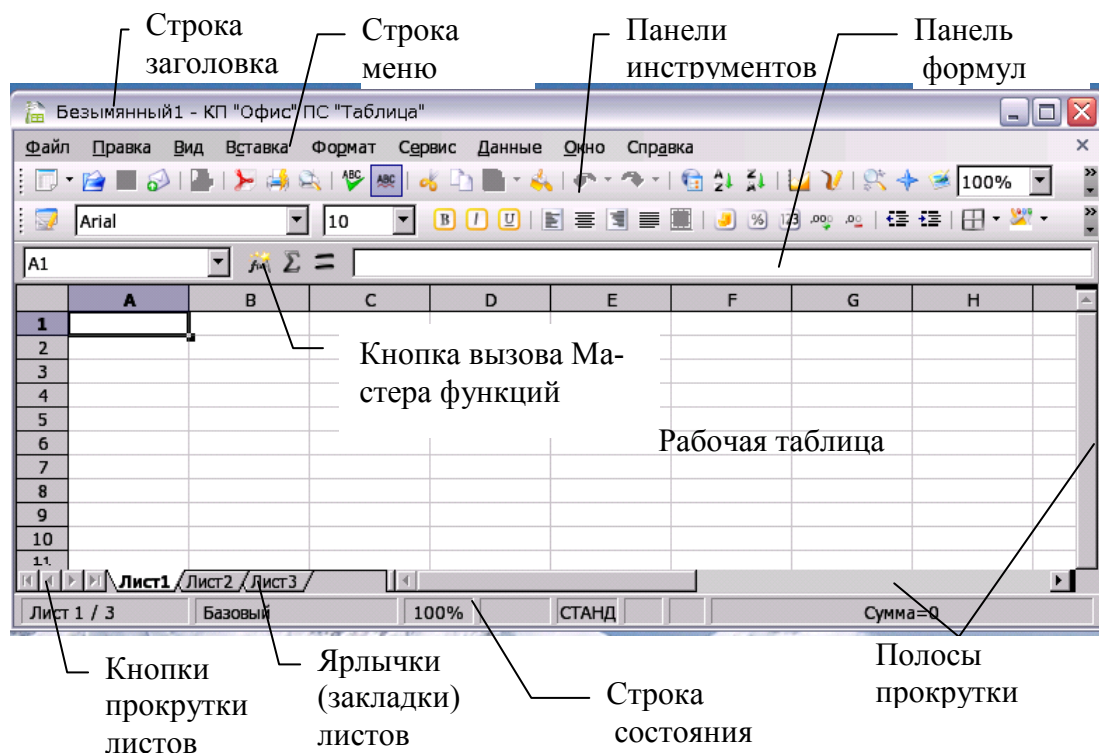 Строка заголовка
Строка меню
Панели инструментов
Панель формул
Безымянный1 - КП "Офис" ПС "Таблица"
Файл Правка Вид Вставка Формат Сервис Данные Окно Справка
100%
Arial 10
A1
A B C D E F G H
1
2
3
4
5
6
7
8
9
10
11
Кнопка вызова Ма-
стера функций
Рабочая таблица
Лист1 Лист2 Лист3
Лист 1 / 3 Базовый 100% СТАНД Сумма=0
Кнопки
прокрутки
листов
Ярлычки
(закладки)
листов
Строка
состояния
Полосы
прокрутки